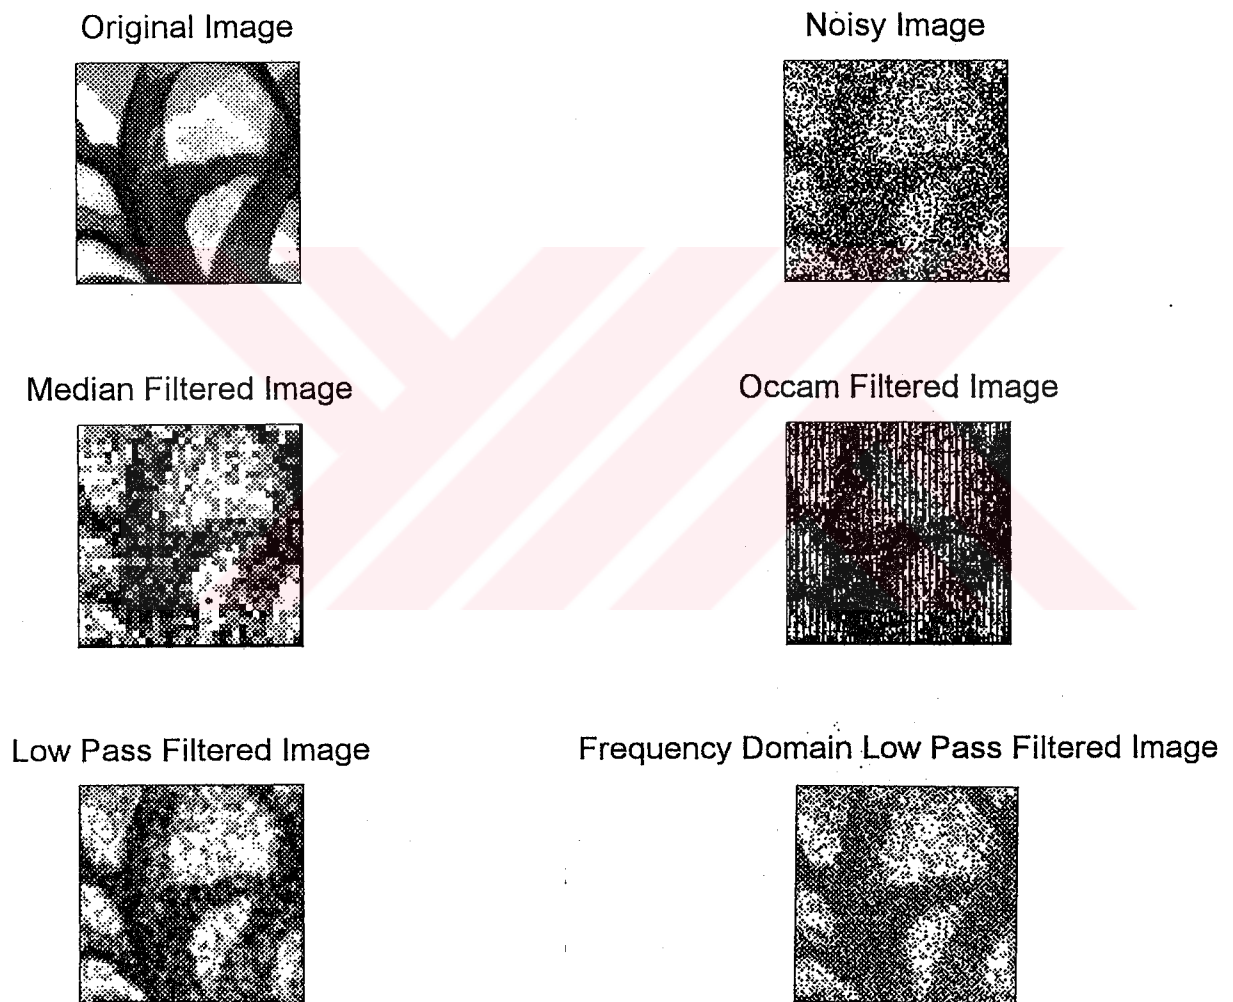 Original Image
Noisy Image
Median Filtered Image
Occam Filtered Image
Low Pass Filtered Image
Frequency Domain Low Pass Filtered Image